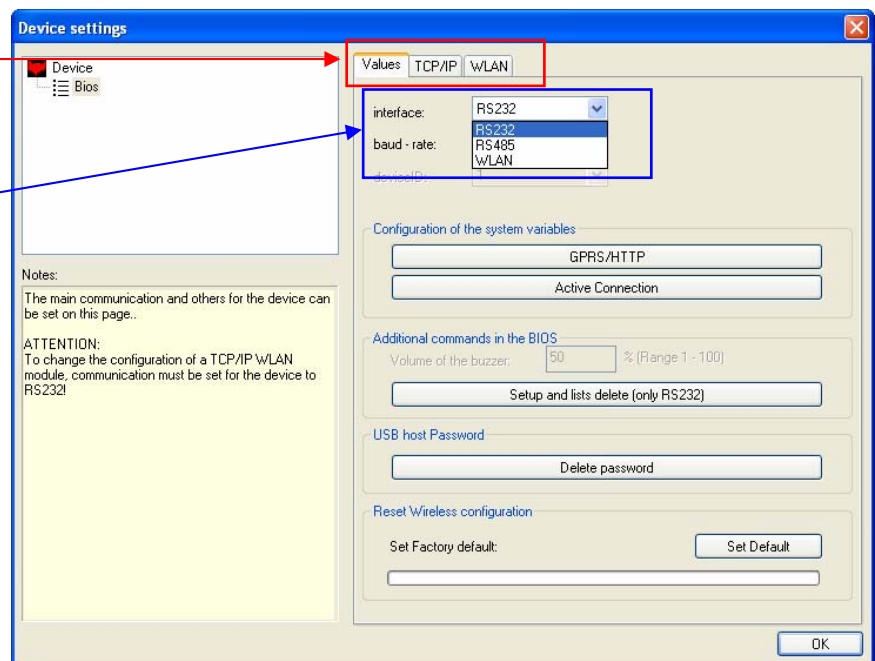 Device settings
Device
Bios
Values TCP/IP WLAN
interface: RS232
RS232
baud - rate: RS485
WLAN
deviceID: 1
Configuration of the system variables
GPRS/HTTP
Active Connection
Notes:
The main communication and others for the device can
be set on this page..
ATTENTION:
To change the configuration of a TCP/IP WLAN
module, communication must be set for the device to
RS232!
Additional commands in the BIOS
Volume of the buzzer: 50 % (Range 1 - 100)
Setup and lists delete (only RS232)
USB host Password
Delete password
Reset Wireless configuration
Set Factory default: Set Default
OK